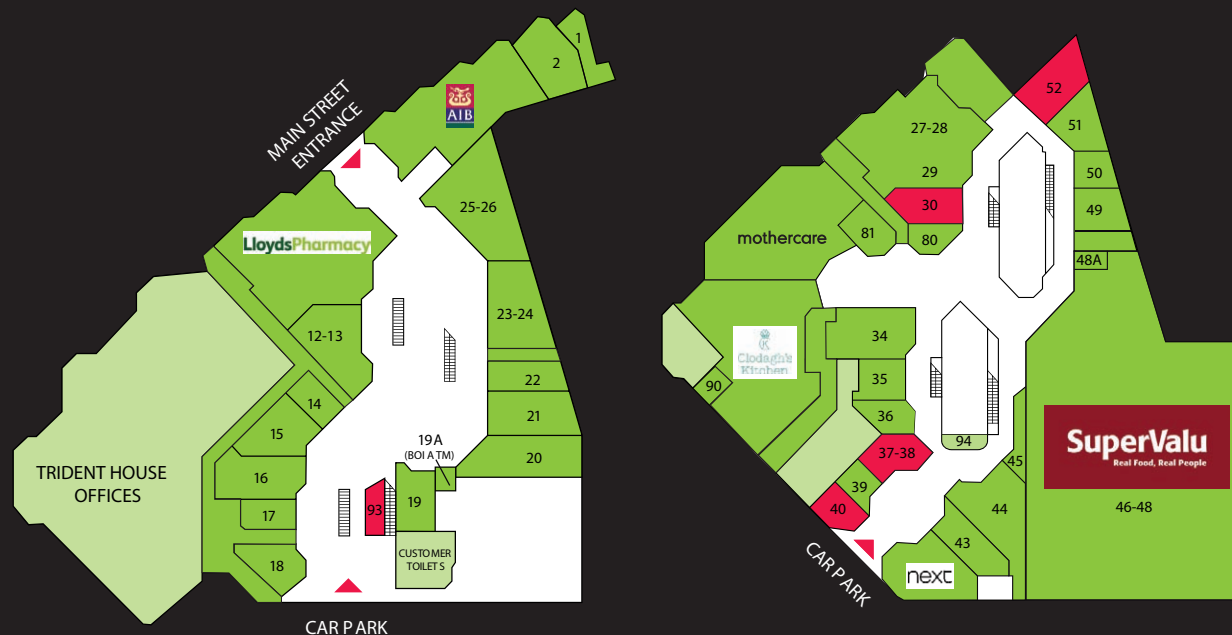 1
2
AIB
MAIN STREET
ENTRANCE
25-26
LloydsPharmacy
12-13
23-24
22
21
20
19A
(BOI ATM)
14
15
16
17
18
TRIDENT HOUSE
OFFICES
93
19
CUSTOMER
TOILETS
CAR PARK
52
51
27-28
29
30
50
49
81
80
mothercare
48A
K
Clodagh's
Kitchen
90
34
35
36
37-38
39
40
94
45
44
43
SuperValu
Real Food, Real People
46-48
next
CAR PARK